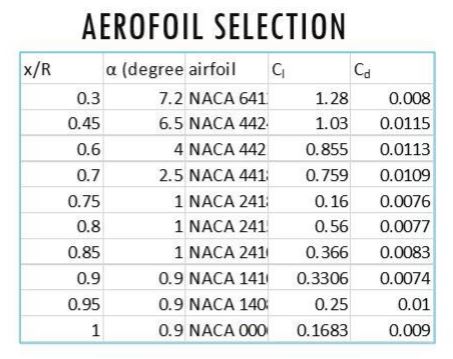 AEROFOIL SELECTION
x/R α (degree airfoil Cl Cd
0.3 7.2 NACA 641 1.28 0.008
0.45 6.5 NACA 442 1.03 0.0115
0.6 4 NACA 442 0.855 0.0113
0.7 2.5 NACA 441 0.759 0.0109
0.75 1 NACA 241 0.16 0.0076
0.8 1 NACA 241 0.56 0.0077
0.85 1 NACA 241 0.366 0.0083
0.9 0.9 NACA 141 0.3306 0.0074
0.95 0.9 NACA 140 0.25 0.01
1 0.9 NACA 000 0.1683 0.009